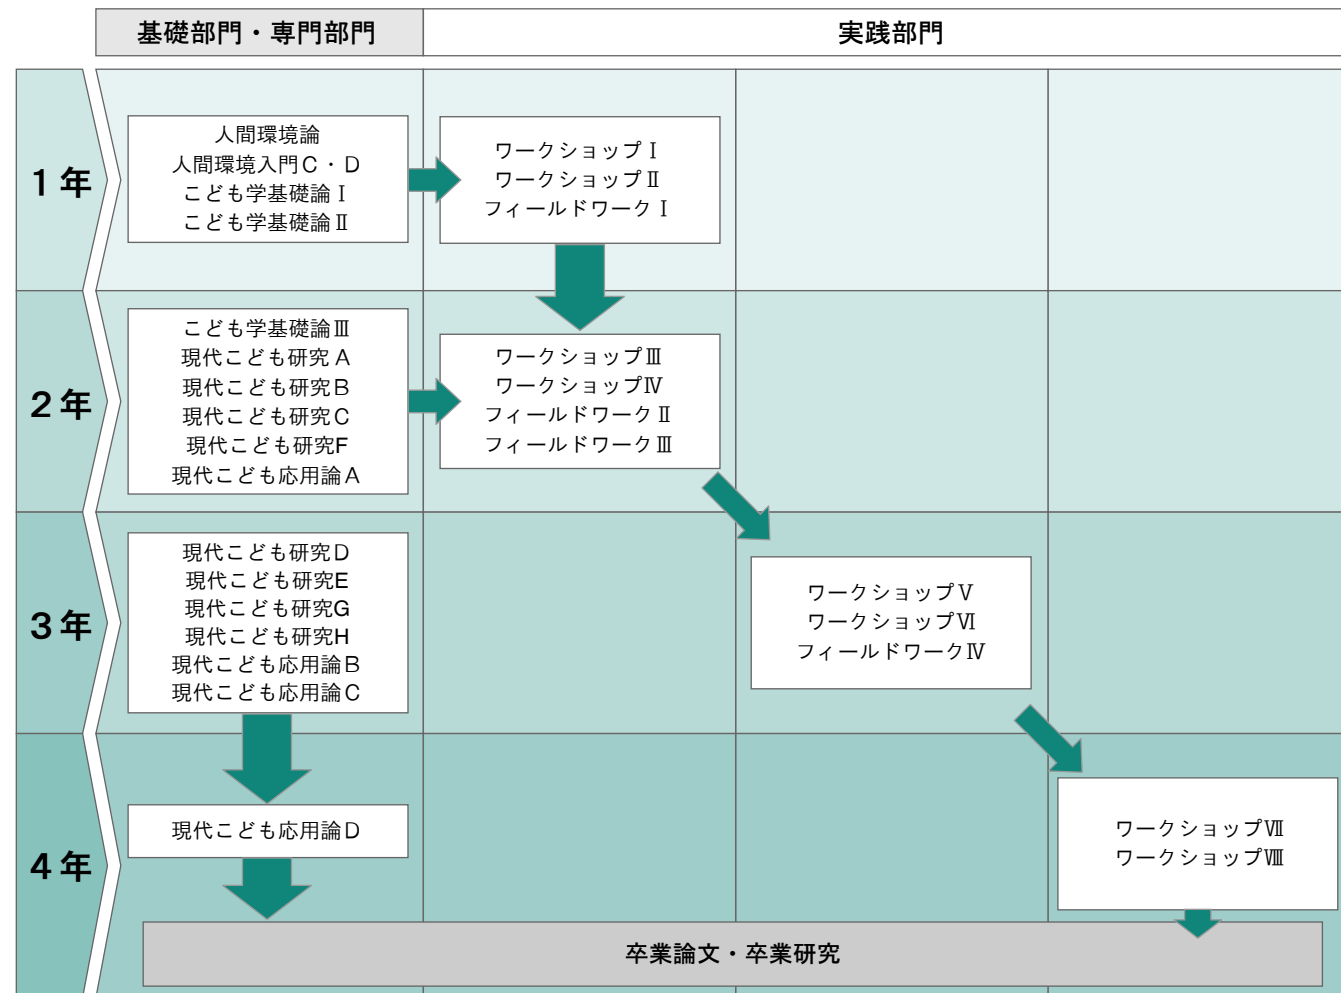 基礎部門・専門部門
実践部門
1年
人間環境論
人間環境入門C・D
こども学基礎論Ⅰ
こども学基礎論Ⅱ
ワークショップⅠ
ワークショップⅡ
フィールドワークⅠ
2年
こども学基礎論Ⅲ
現代こども研究A
現代こども研究B
現代こども研究C
現代こども研究F
現代こども応用論A
ワークショップⅢ
ワークショップⅣ
フィールドワークⅡ
フィールドワークⅢ
3年
現代こども研究D
現代こども研究E
現代こども研究G
現代こども研究H
現代こども応用論B
現代こども応用論C
ワークショップⅤ
ワークショップⅥ
フィールドワークⅣ
4年
現代こども応用論D
ワークショップⅦ
ワークショップⅧ
卒業論文・卒業研究